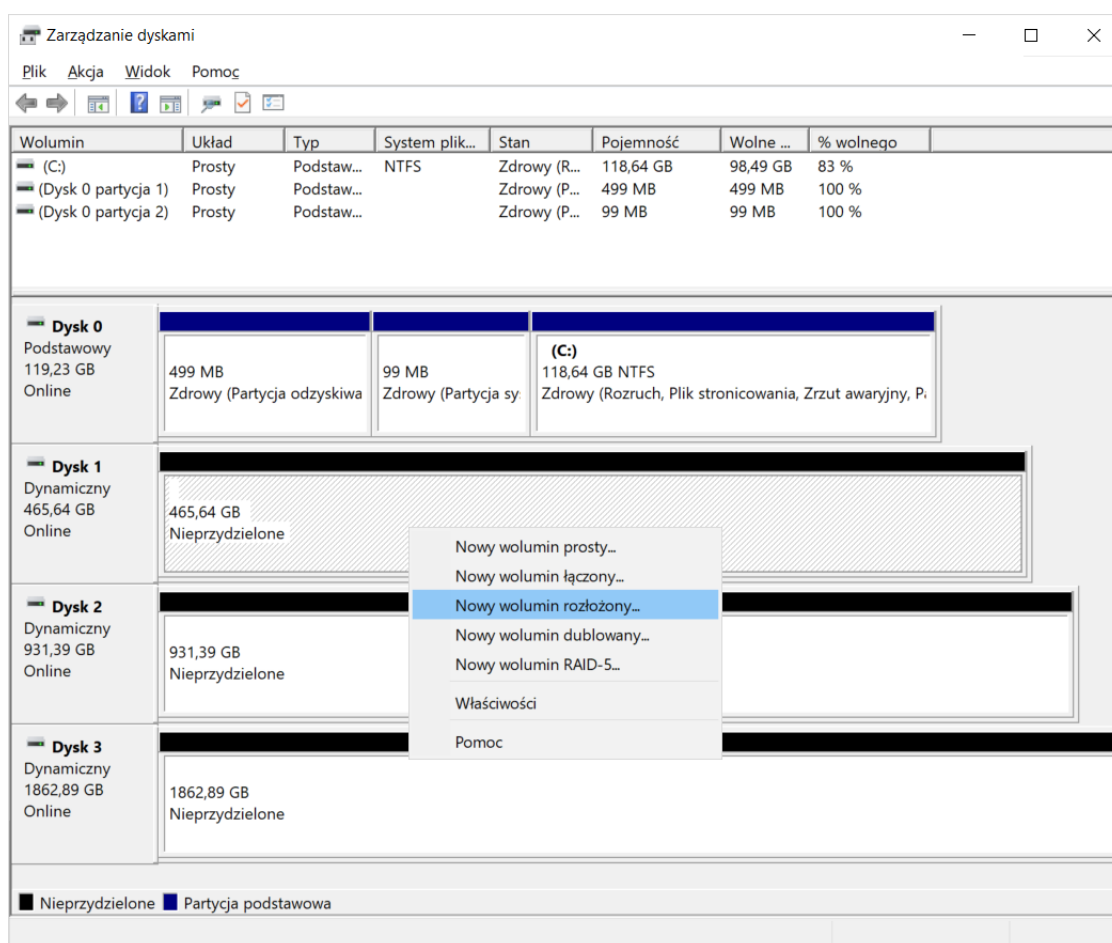 Zarządzanie dyskami
Plik Akcja Widok Pomoc
Wolumin Układ Typ System plik... Stan Pojemność Wolne ... % wolnego
(C:) Prosty Podstaw... NTFS Zdrowy (R... 118,64 GB 98,49 GB 83 %
(Dysk 0 partycja 1) Prosty Podstaw... Zdrowy (P... 499 MB 499 MB 100 %
(Dysk 0 partycja 2) Prosty Podstaw... Zdrowy (P... 99 MB 99 MB 100 %
Dysk 0
Podstawowy
119,23 GB
Online
499 MB
Zdrowy (Partycja odzyskiwa
99 MB
Zdrowy (Partycja sy
(C:)
118,64 GB NTFS
Zdrowy (Rozruch, Plik stronicowania, Zrzut awaryjny, Pa
Dysk 1
Dynamiczny
465,64 GB
Online
465,64 GB
Nieprzydzielone
Nowy wolumin prosty...
Nowy wolumin łączony...
Nowy wolumin rozłożony...
Nowy wolumin dublowany...
Nowy wolumin RAID-5...
Właściwości
Pomoc
Dysk 2
Dynamiczny
931,39 GB
Online
931,39 GB
Nieprzydzielone
Dysk 3
Dynamiczny
1862,89 GB
Online
1862,89 GB
Nieprzydzielone
Nieprzydzielone Partycja podstawowa